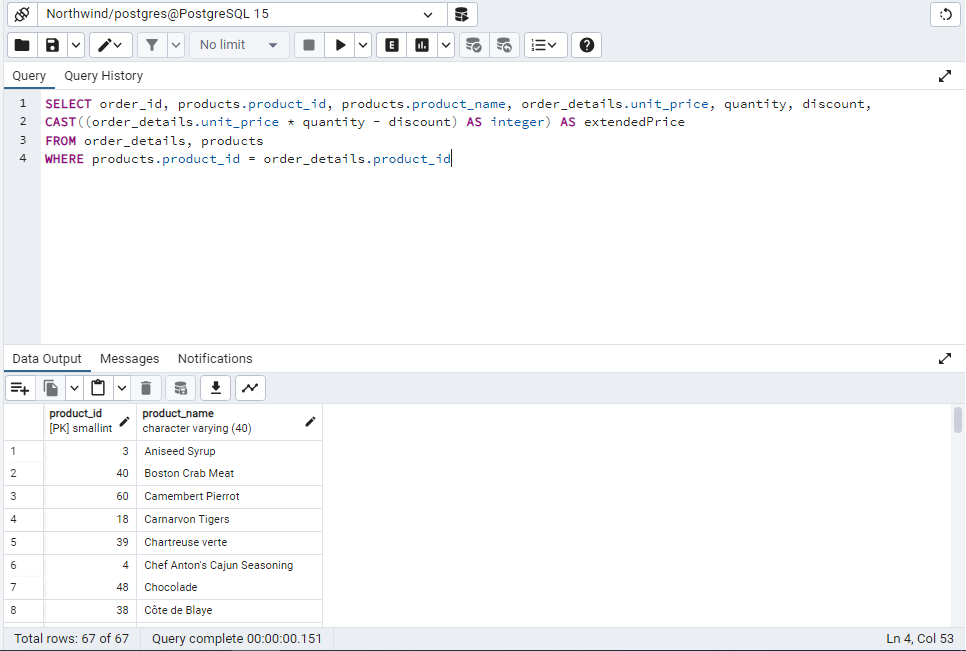 Northwind/postgres@PostgreSQL 15
No limit
E
Query Query History
1 SELECT order_id, products.product_id, products.product_name, order_details.unit_price, quantity, discount,
2 CAST((order_details.unit_price * quantity - discount) AS integer) AS extendedPrice
3 FROM order_details, products
4 WHERE products.product_id = order_details.product_id
Data Output Messages Notifications
product_id product_name
[PK] smallint character varying (40)
1 3 Aniseed Syrup
2 40 Boston Crab Meat
3 60 Camembert Pierrot
4 18 Carnarvon Tigers
5 39 Chartreuse verte
6 4 Chef Anton's Cajun Seasoning
7 48 Chocolade
8 38 Côte de Blaye
Total rows: 67 of 67 Query complete 00:00:00.151 Ln 4, Col 53